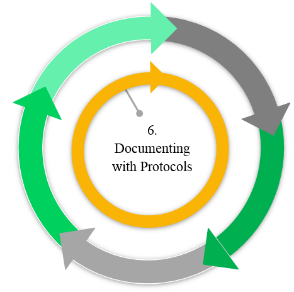 6.
Documenting
with Protocols